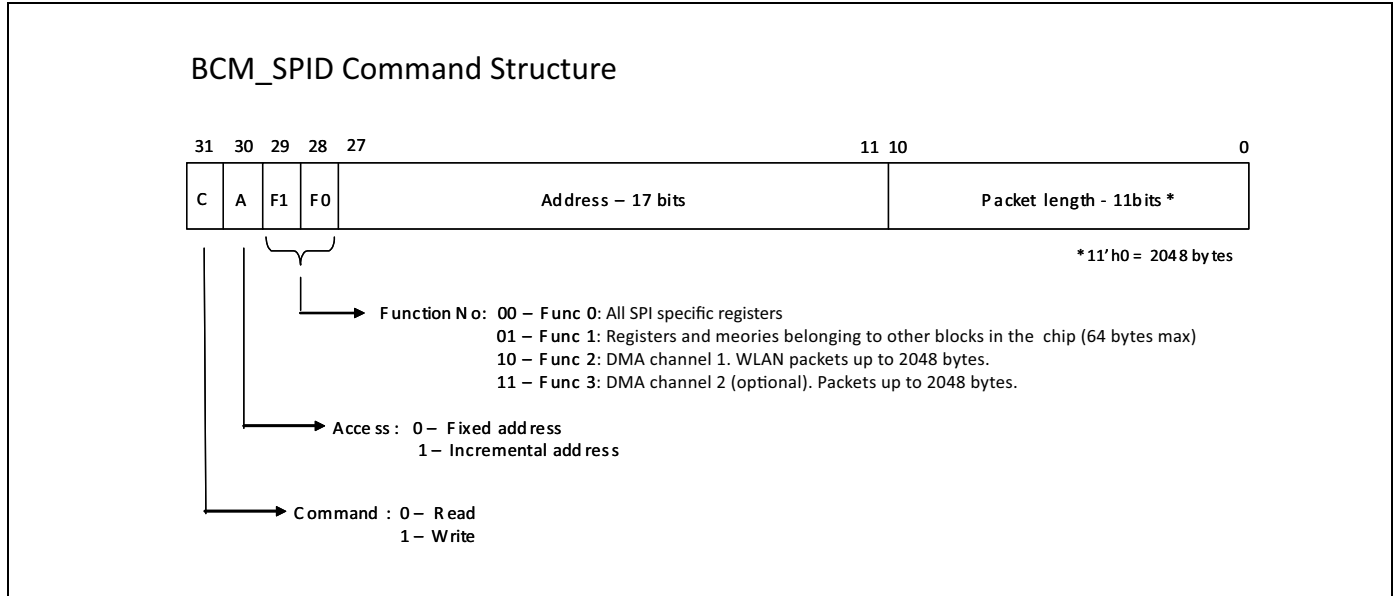 BCM_SPID Command Structure
31 30 29 28 27 11 10 0
C A F1 F0 Address – 17 bits Packet length - 11bits *
*11'h0 = 2048 bytes
Function No: 00 – Func 0: All SPI specific registers
01 – Func 1: Registers and meories belonging to other blocks in the chip (64 bytes max)
10 – Func 2: DMA channel 1. WLAN packets up to 2048 bytes.
11 – Func 3: DMA channel 2 (optional). Packets up to 2048 bytes.
Access: 0 – Fixed address
1 – Incremental address
Command : 0 – Read
1 – Write